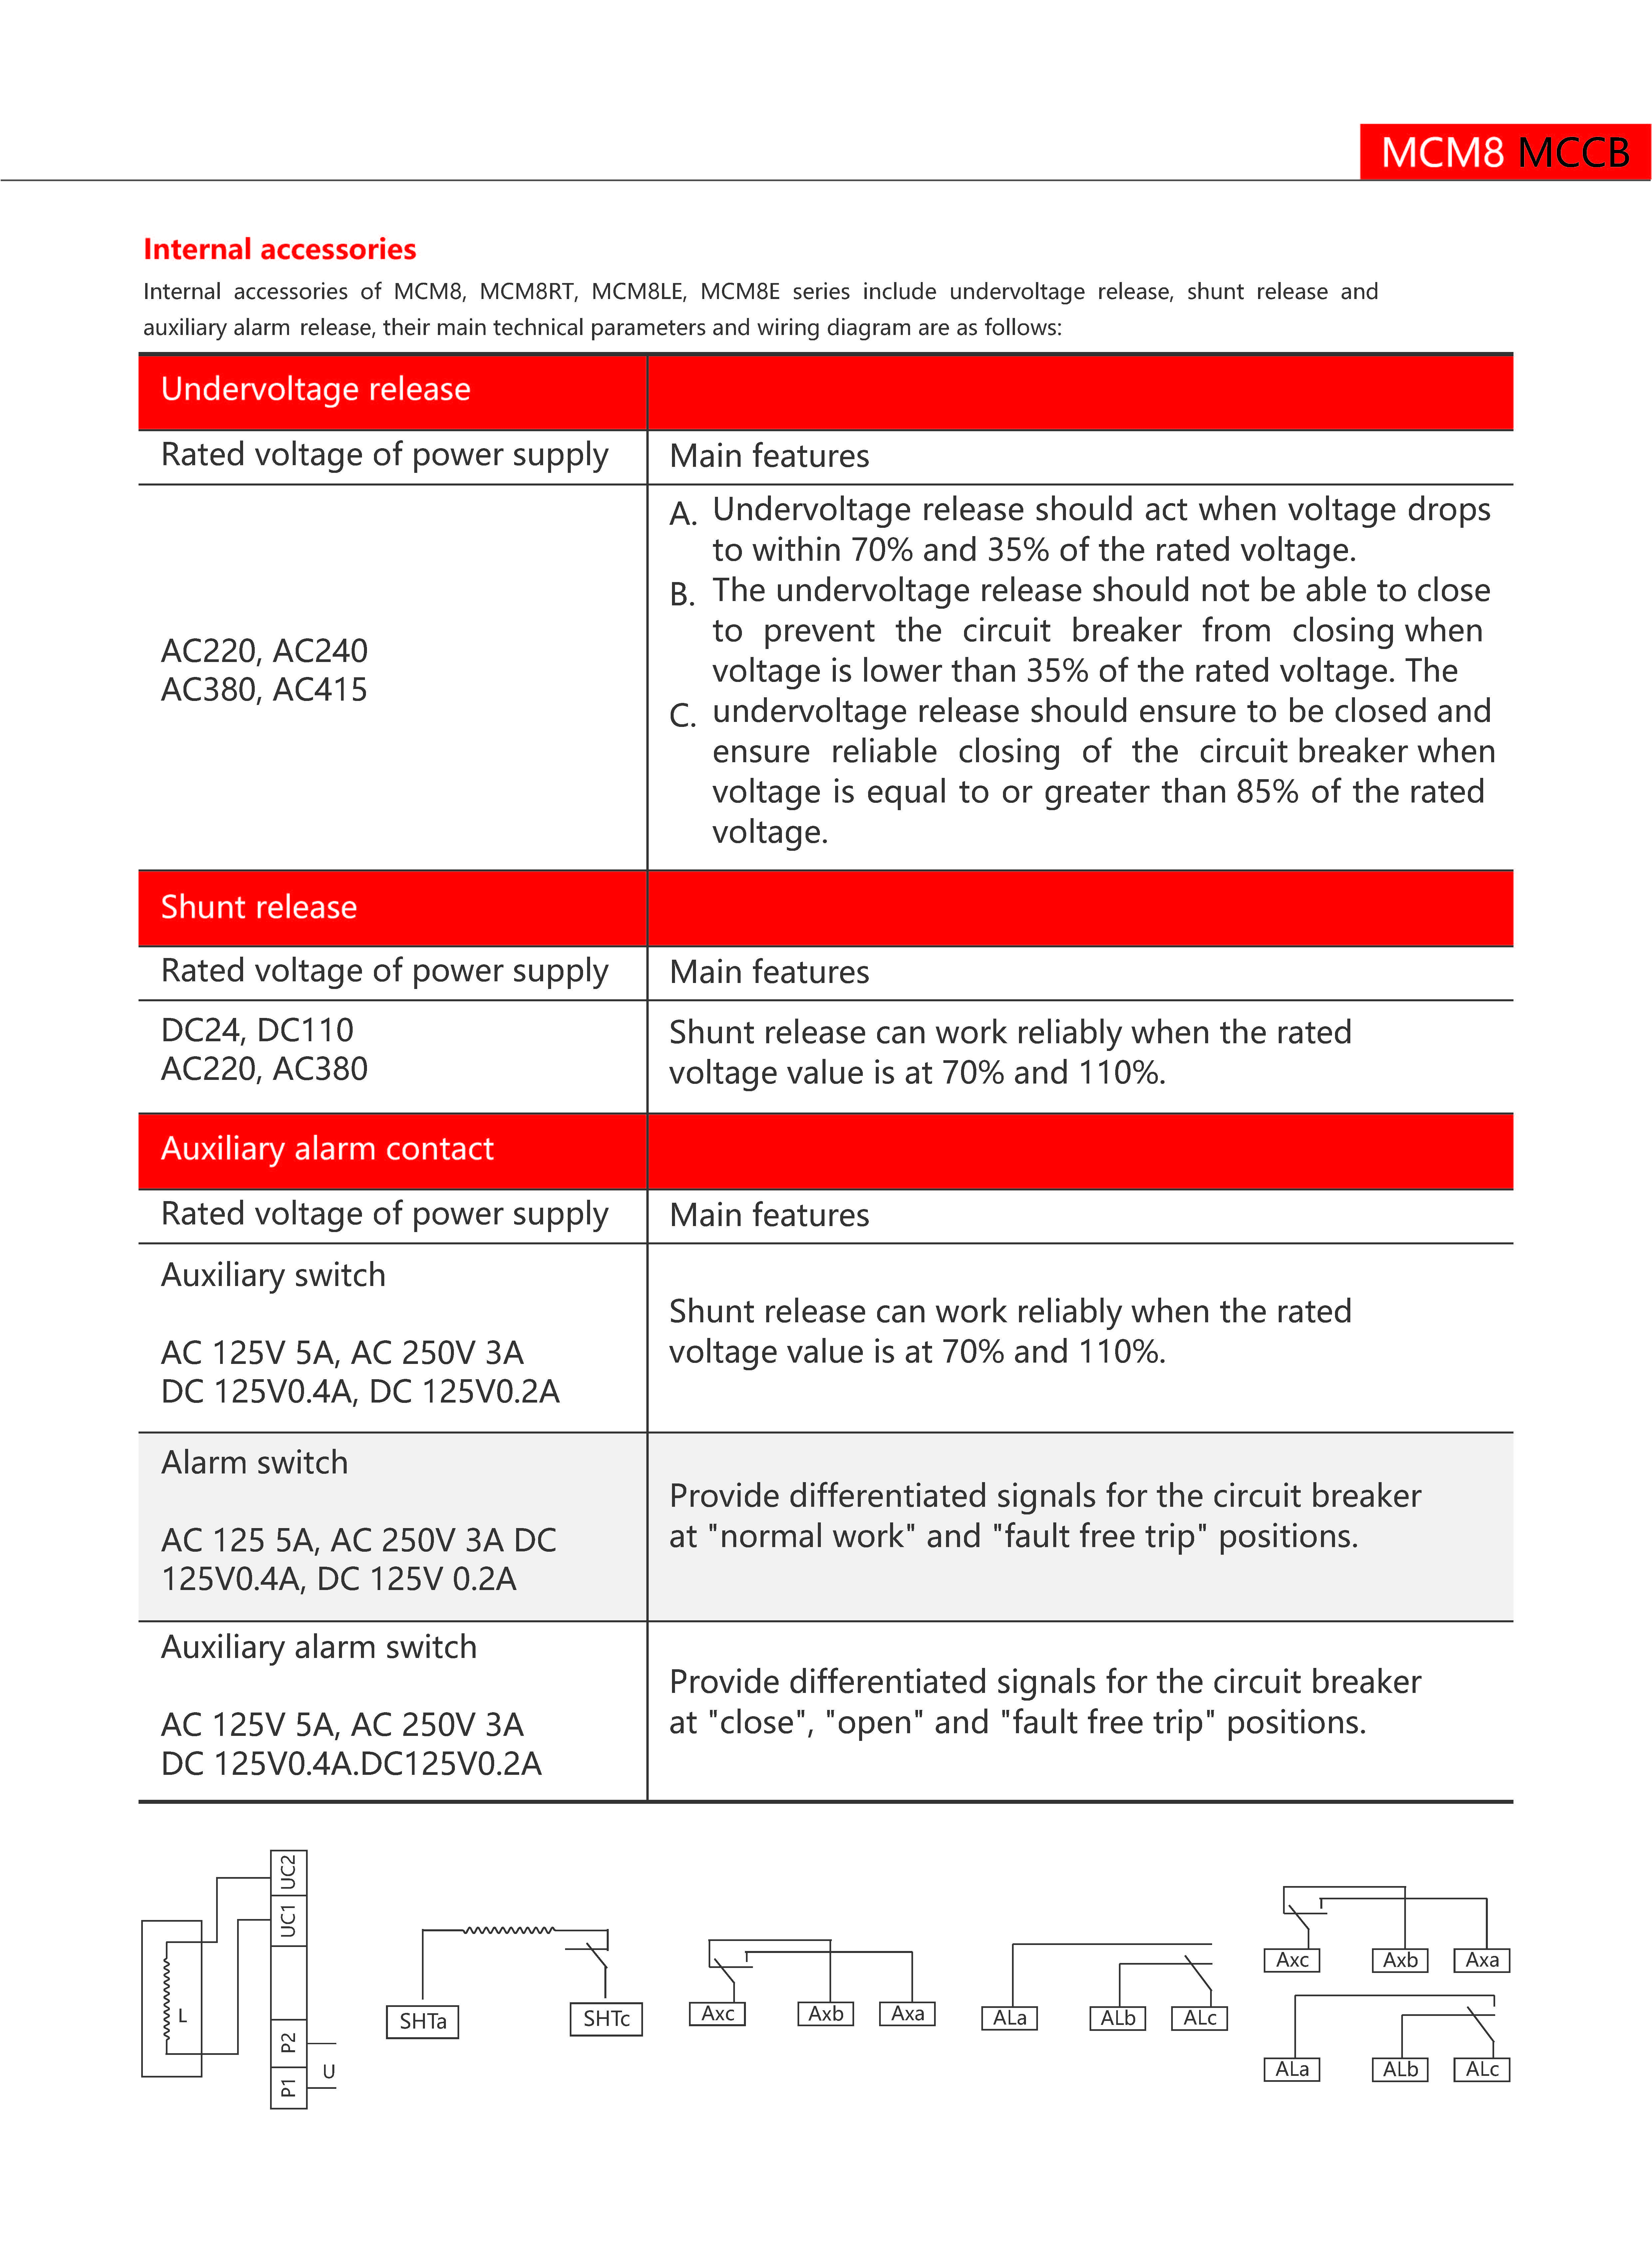 MCM8 MCCB
Internal accessories
Internal accessories of MCM8, MCM8RT, MCM8LE, MCM8E series include undervoltage release, shunt release and
auxiliary alarm release, their main technical parameters and wiring diagram are as follows:
Undervoltage release
Rated voltage of power supply
Main features
AC220, AC240
AC380, AC415
A. Undervoltage release should act when voltage drops
to within 70% and 35% of the rated voltage.
B. The undervoltage release should not be able to close
to prevent the circuit breaker from closing when
voltage is lower than 35% of the rated voltage. The
C. undervoltage release should ensure to be closed and
ensure reliable closing of the circuit breaker when
voltage is equal to or greater than 85% of the rated
voltage.
Shunt release
Rated voltage of power supply
Main features
DC24, DC110
AC220, AC380
Shunt release can work reliably when the rated
voltage value is at 70% and 110%.
Auxiliary alarm contact
Rated voltage of power supply
Main features
Auxiliary switch
AC 125V 5A, AC 250V 3A
DC 125V0.4A, DC 125V0.2A
Shunt release can work reliably when the rated
voltage value is at 70% and 110%.
Alarm switch
AC 125 5A, AC 250V 3A DC
125V0.4A, DC 125V 0.2A
Provide differentiated signals for the circuit breaker
at "normal work" and "fault free trip" positions.
Auxiliary alarm switch
AC 125V 5A, AC 250V 3A
DC 125V0.4A.DC125V0.2A
Provide differentiated signals for the circuit breaker
at "close", "open" and "fault free trip" positions.
UC2
UC1
L
P2
U
P1
SHTa
SHTc
Axc
Axb
Axa
ALa
ALb
ALc
Axc
Axb
Axa
ALa
ALb
ALc